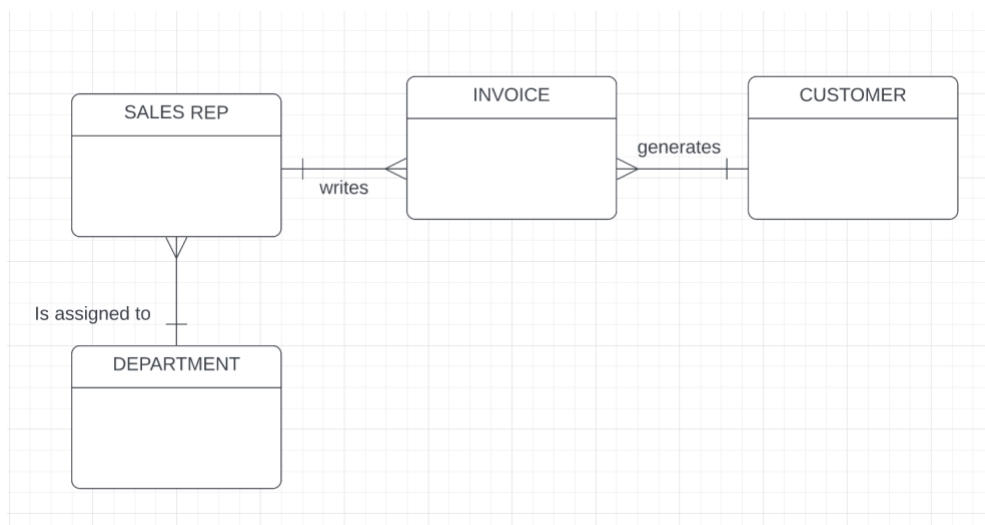 SALES REP
INVOICE
CUSTOMER
writes
generates
Is assigned to
DEPARTMENT